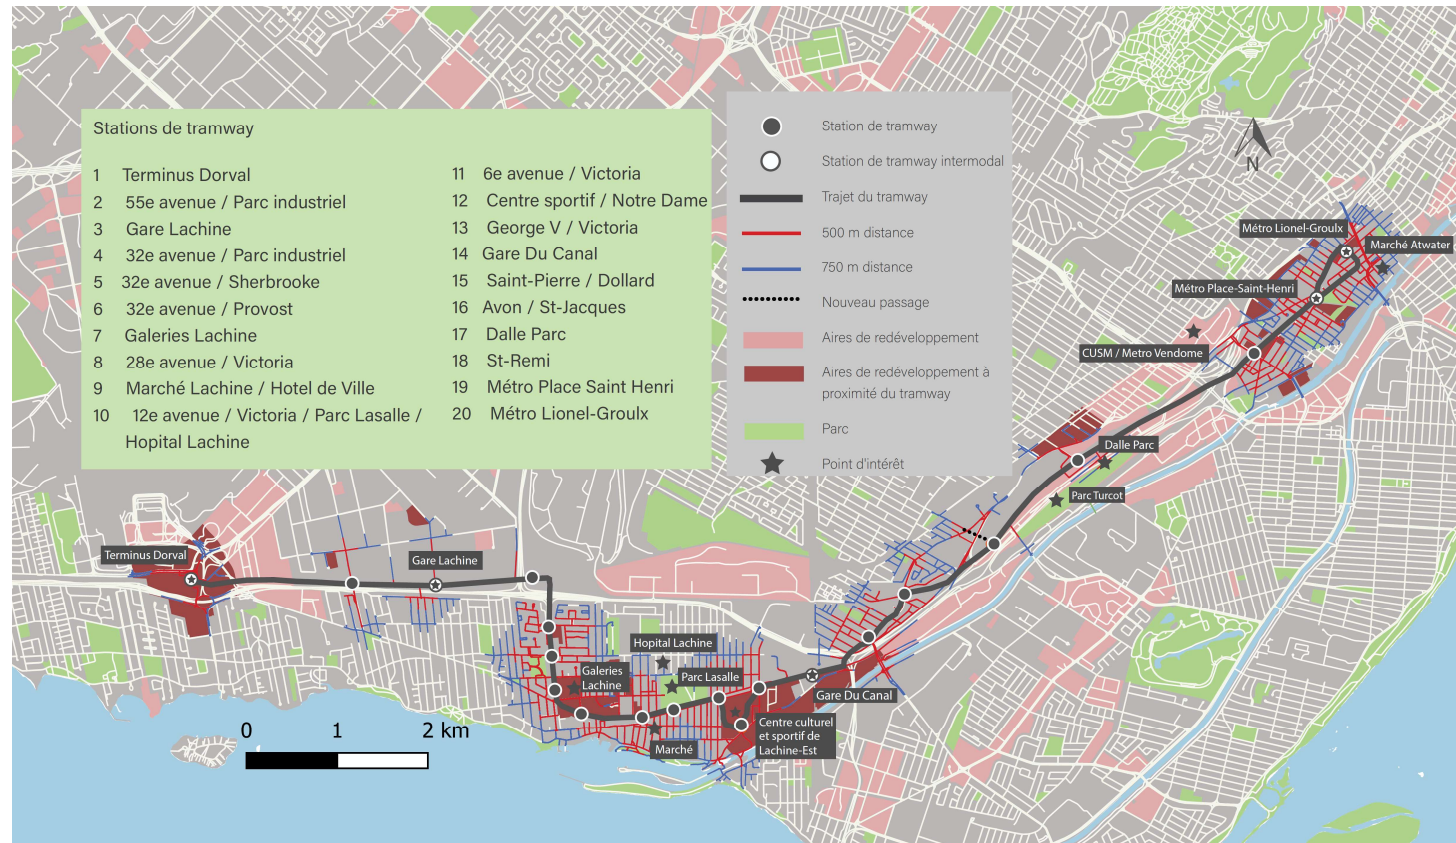 Stations de tramway
1 Terminus Dorval
2 55e avenue / Parc industriel
3 Gare Lachine
4 32e avenue / Parc industriel
5 32e avenue / Sherbrooke
6 32e avenue / Provost
7 Galeries Lachine
8 28e avenue / Victoria
9 Marché Lachine / Hotel de Ville
10 12e avenue / Victoria / Parc Lasalle /
Hopital Lachine
11 6e avenue / Victoria
12 Centre sportif / Notre Dame
13 George V / Victoria
14 Gare Du Canal
15 Saint-Pierre / Dollard
16 Avon / St-Jacques
17 Dalle Parc
18 St-Remi
19 Métro Place Saint Henri
20 Métro Lionel-Groulx
Station de tramway
Station de tramway intermodal
Trajet du tramway
500 m distance
750 m distance
Nouveau passage
Aires de redéveloppement
Aires de redéveloppement à
proximité du tramway
Parc
Point d'intérêt
N
Métro Lionel-Groulx
Marché Atwater
Métro Place-Saint-Henri
CUSM / Metro Vendome
Dalle Parc
Parc Turcot
Terminus Dorval
Gare Lachine
Hopital Lachine
Galeries
Lachine
Parc Lasalle
Gare Du Canal
Centre culturel
et sportif de
Lachine-Est
Marché
0 1 2 km